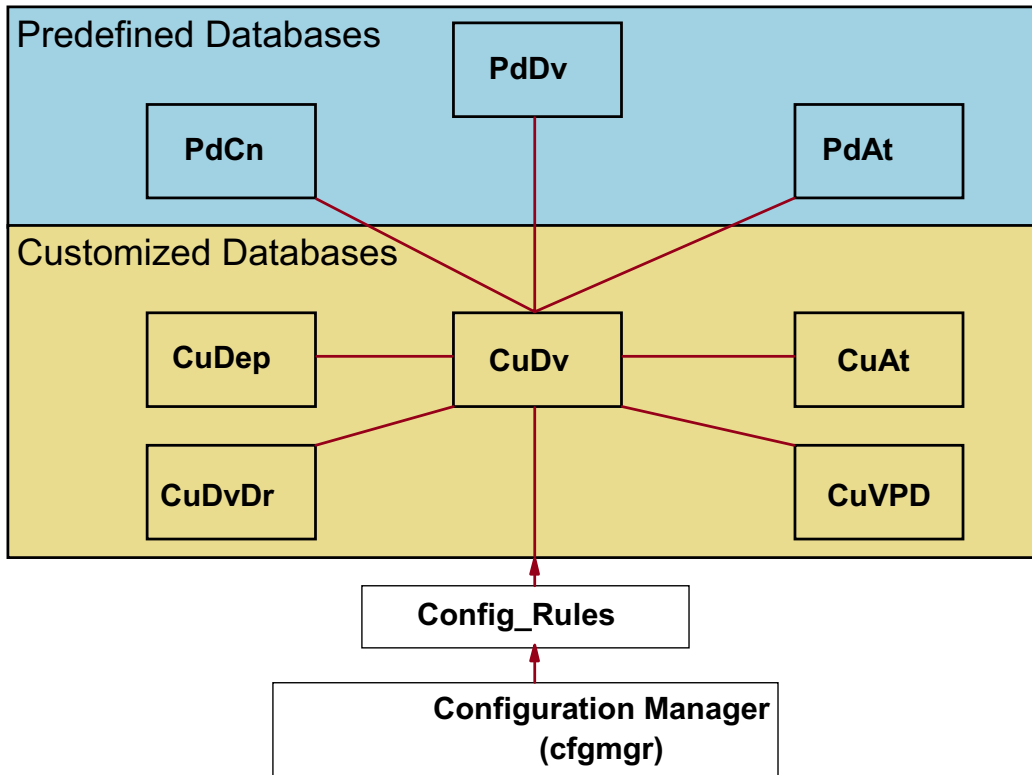 Predefined Databases
PdDv
PdCn
PdAt
Customized Databases
CuDep
CuDv
CuAt
CuDvDr
CuVPD
Config_Rules
Configuration Manager
(cfgmgr)